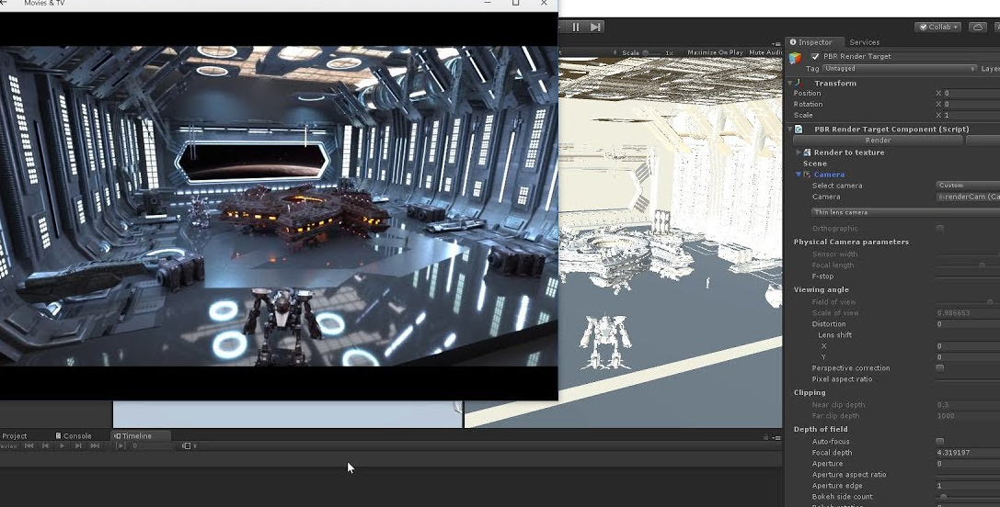 Movies & TV
Collab
Scale 1x Maximize On Play Mute Audi
Inspector Services
PBR Render Target
Tag Untagged Laye
Transform
Position X 0
Rotation X 0
Scale X 1
PBR Render Target Component (Script)
Render
Render to texture
Scene
Camera
Select camera Custom
Camera renderCam (Ca
Thin lens camera
Orthographic
Physical Camera parameters
Sensor width
Focal length
F-stop
Viewing angle
Field of view
Scale of view 0.986653
Distortion 0
Lens shift
X 0
Y 0
Perspective correction
Pixel aspect ratio
Clipping
Near clip depth 0.3
Far clip depth 1000
Depth of field
Auto-focus
Focal depth 4.319197
Aperture 0
Aperture aspect ratio
Aperture edge 1
Bokeh side count
Bokeh rotation
Project Console Timeline
eview 0